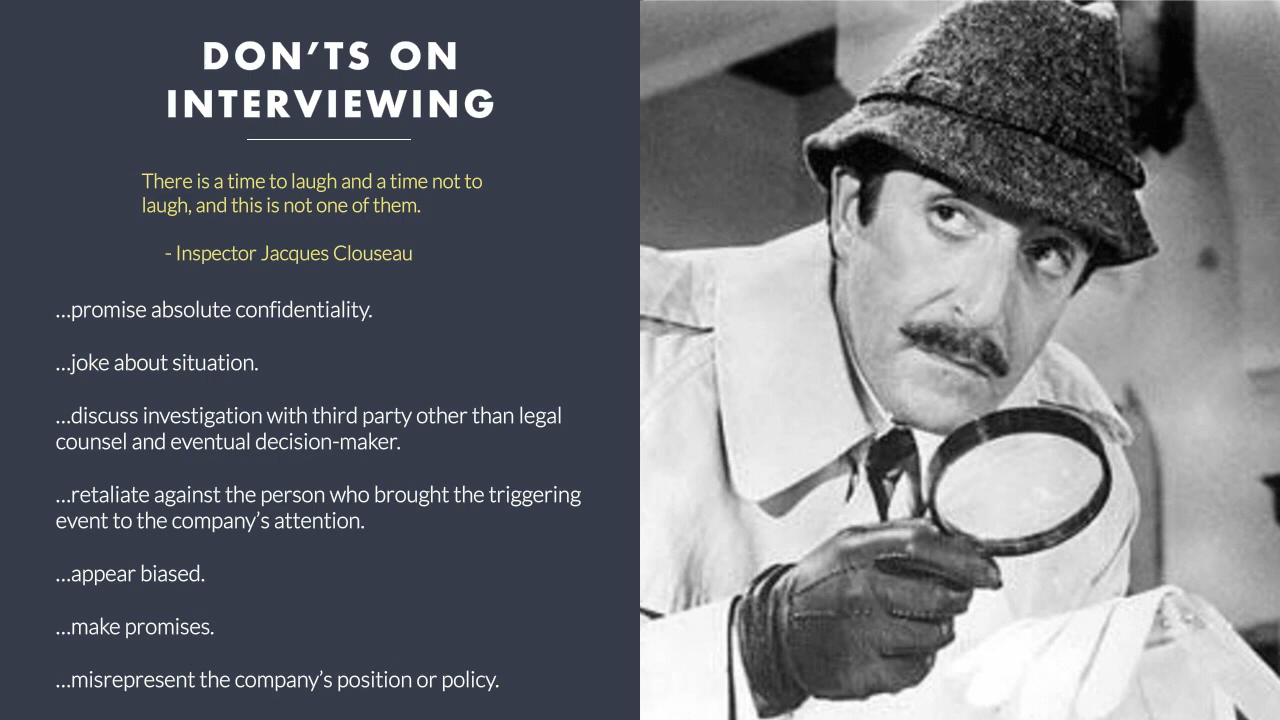 DON’TS ON
INTERVIEWING
There is a time to laugh and a time not to
laugh, and this is not one of them.
- Inspector Jacques Clouseau
...promise absolute confidentiality.
...joke about situation.
...discuss investigation with third party other than legal
counsel and eventual decision-maker.
...retaliate against the person who brought the triggering
event to the company’s attention.
...appear biased.
...make promises.
...misrepresent the company’s position or policy.